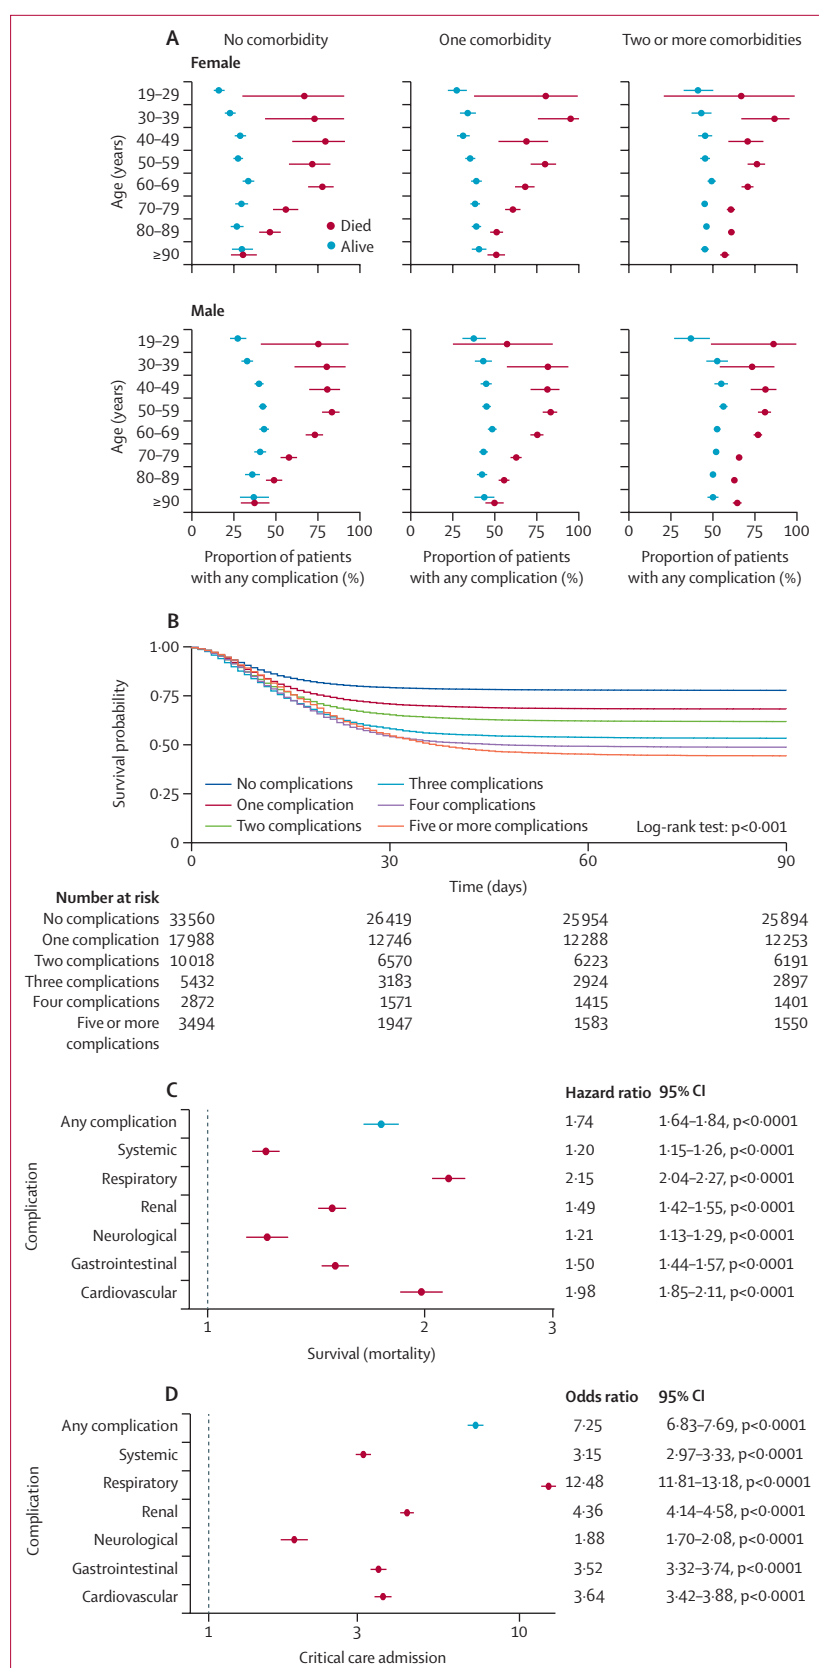 A
No comorbidity
One comorbidity
Two or more comorbidities
Female
Age (years)
19–29
30–39
40–49
50–59
60–69
70–79
80–89
≥90
Died
Alive
0 25 50 75 100
0 25 50 75 100
0 25 50 75 100
Male
Age (years)
19–29
30–39
40–49
50–59
60–69
70–79
80–89
≥90
0 25 50 75 100
0 25 50 75 100
0 25 50 75 100
Proportion of patients
with any complication (%)
Proportion of patients
with any complication (%)
Proportion of patients
with any complication (%)
B
Survival probability
1·00
0·75
0·50
0·25
0
No complications
One complication
Two complications
Three complications
Four complications
Five or more complications
Log-rank test: p<0·001
0 30 60 90
Time (days)
Number at risk
No complications 33 560 26 419 25 954 25 894
One complication 17 988 12 746 12 288 12 253
Two complications 10 018 6570 6223 6191
Three complications 5432 3183 2924 2897
Four complications 2872 1571 1415 1401
Five or more 3494 1947 1583 1550
complications
C
Hazard ratio 95% CI
Complication
Any complication 1·74 1·64–1·84, p<0·0001
Systemic 1·20 1·15–1·26, p<0·0001
Respiratory 2·15 2·04–2·27, p<0·0001
Renal 1·49 1·42–1·55, p<0·0001
Neurological 1·21 1·13–1·29, p<0·0001
Gastrointestinal 1·50 1·44–1·57, p<0·0001
Cardiovascular 1·98 1·85–2·11, p<0·0001
1 2 3
Survival (mortality)
D
Odds ratio 95% CI
Complication
Any complication 7·25 6·83–7·69, p<0·0001
Systemic 3·15 2·97–3·33, p<0·0001
Respiratory 12·48 11·81–13·18, p<0·0001
Renal 4·36 4·14–4·58, p<0·0001
Neurological 1·88 1·70–2·08, p<0·0001
Gastrointestinal 3·52 3·32–3·74, p<0·0001
Cardiovascular 3·64 3·42–3·88, p<0·0001
1 3 10
Critical care admission